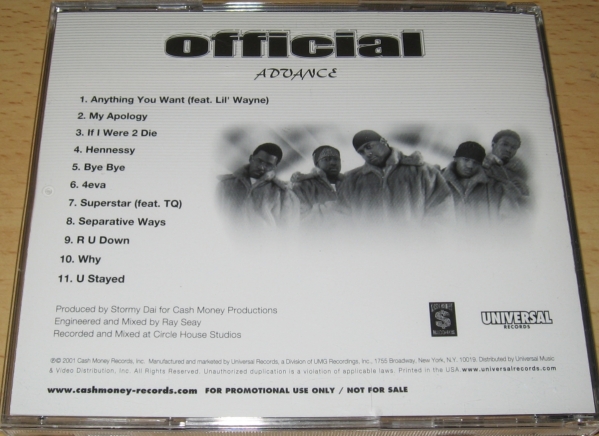 official
ADVANCE
1. Anything You Want (feat. Lil' Wayne)
2. My Apology
3. If I Were 2 Die
4. Hennessy
5. Bye Bye
6. 4eva
7. Superstar (feat. TQ)
8. Separative Ways
9. R U Down
10. Why
11. U Stayed
Produced by Stormy Dai for Cash Money Productions
Engineered and Mixed by Ray Seay
Recorded and Mixed at Circle House Studios
$
UNIVERSAL
RECORDS
℗© 2001 Cash Money Records, Inc. Manufactured and marketed by Universal Records, a Division of UMG Recordings, Inc., 1755 Broadway, New York, N.Y. 10019. Distributed by Universal Music
& Video Distribution, Inc. All Rights Reserved. Unauthorized duplication is a violation of applicable laws. Printed in the USA. www.universalrecords.com
www.cashmoney-records.com FOR PROMOTIONAL USE ONLY / NOT FOR SALE